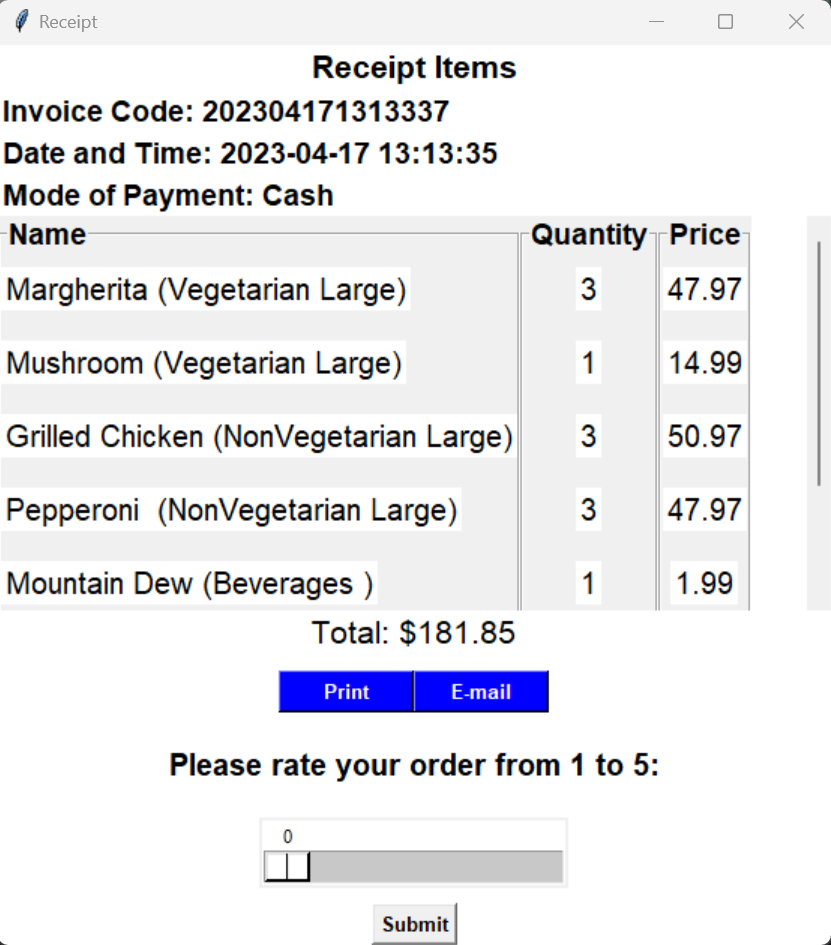 Receipt
Receipt Items
Invoice Code: 202304171313337
Date and Time: 2023-04-17 13:13:35
Mode of Payment: Cash
Name Quantity Price
Margherita (Vegetarian Large) 3 47.97
Mushroom (Vegetarian Large) 1 14.99
Grilled Chicken (NonVegetarian Large) 3 50.97
Pepperoni  (NonVegetarian Large) 3 47.97
Mountain Dew (Beverages ) 1 1.99
Total: $181.85
Print E-mail
Please rate your order from 1 to 5:
0
Submit